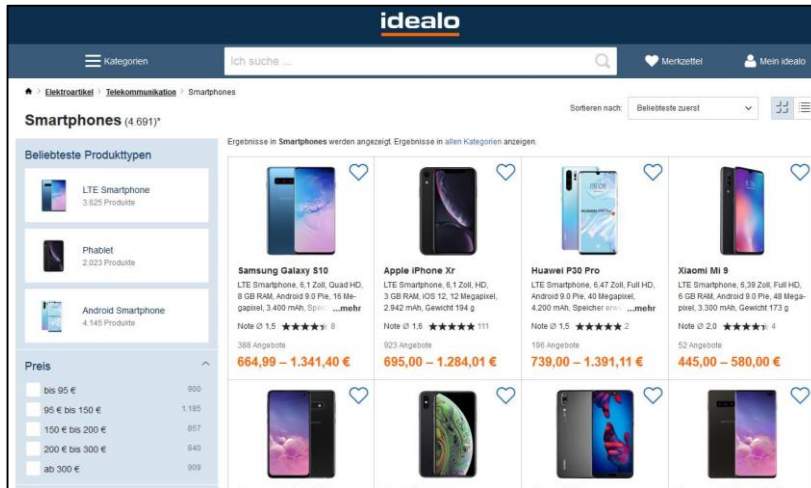 idealo
Kategorien
Ich suche ...
Merkzettel
Mein idealo
> Elektroartikel > Telekommunikation > Smartphones
Smartphones (4.691)*
Sortieren nach: Beliebteste zuerst
Beliebteste Produkttypen
LTE Smartphone
3.625 Produkte
Phablet
2.023 Produkte
Android Smartphone
4.145 Produkte
Preis
bis 95 € 900
95 € bis 150 € 1.185
150 € bis 200 € 857
200 € bis 300 € 840
ab 300 € 909
Ergebnisse in Smartphones werden angezeigt. Ergebnisse in allen Kategorien anzeigen.
Samsung Galaxy S10
LTE Smartphone, 6,1 Zoll, Quad HD,
8 GB RAM, Android 9.0 Pie, 16 Me-
gapixel, 3.400 mAh, ...mehr
Note Ø 1,5 ★★★★★ 8
388 Angebote
664,99 – 1.341,40 €
Apple iPhone Xr
LTE Smartphone, 6,1 Zoll, HD,
3 GB RAM, iOS 12, 12 Megapixel,
2.942 mAh, Gewicht 194 g
Note Ø 1,6 ★★★★★ 111
923 Angebote
695,00 – 1.284,01 €
Huawei P30 Pro
LTE Smartphone, 6,47 Zoll, Full HD,
Android 9.0 Pie, 40 Megapixel,
4.200 mAh, Speicher ...mehr
Note Ø 1,5 ★★★★★ 2
196 Angebote
739,00 – 1.391,11 €
Xiaomi Mi 9
LTE Smartphone, 6,39 Zoll, Full HD,
6 GB RAM, Android 9.0 Pie, 48 Mega-
pixel, 3.300 mAh, Gewicht 173 g
Note Ø 2,0 ★★★★★ 4
52 Angebote
445,00 – 580,00 €